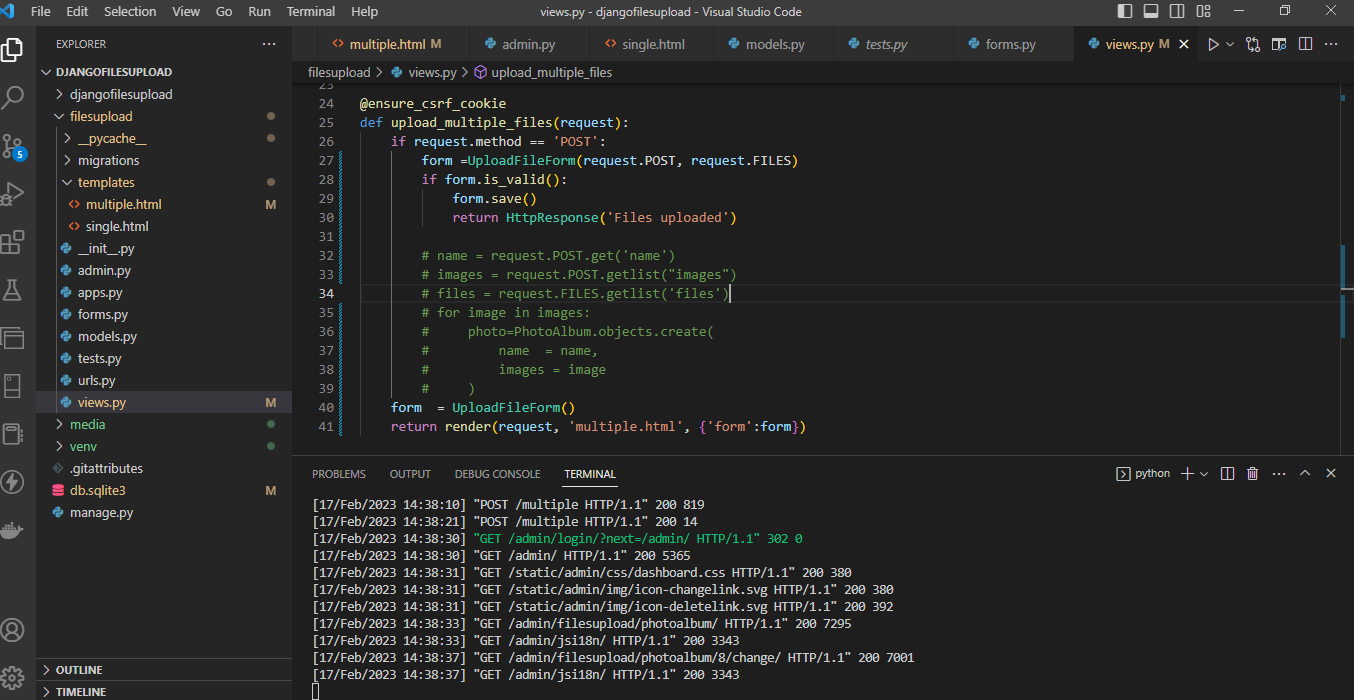 File Edit Selection View Go Run Terminal Help views.py - djangofilesupload - Visual Studio Code
EXPLORER ...
multiple.html M admin.py single.html models.py tests.py forms.py views.py M
DJANGOFILESUPLOAD
djangofilesupload
filesupload
__pycache__
migrations
templates
multiple.html M
single.html
__init__.py
admin.py
apps.py
forms.py
models.py
tests.py
urls.py
views.py M
media
venv
.gitattributes
db.sqlite3 M
manage.py
OUTLINE
TIMELINE
5
filesupload > views.py > upload_multiple_files
23
24 @ensure_csrf_cookie
25 def upload_multiple_files(request):
26 if request.method == 'POST':
27 form =UploadFileForm(request.POST, request.FILES)
28 if form.is_valid():
29 form.save()
30 return HttpResponse('Files uploaded')
31
32 # name = request.POST.get('name')
33 # images = request.POST.getlist("images")
34 # files = request.FILES.getlist('files')
35 # for image in images:
36 # photo=PhotoAlbum.objects.create(
37 # name = name,
38 # images = image
39 # )
40 form = UploadFileForm()
41 return render(request, 'multiple.html', {'form':form})
PROBLEMS OUTPUT DEBUG CONSOLE TERMINAL python
[17/Feb/2023 14:38:10] "POST /multiple HTTP/1.1" 200 819
[17/Feb/2023 14:38:21] "POST /multiple HTTP/1.1" 200 14
[17/Feb/2023 14:38:30] "GET /admin/login/?next=/admin/ HTTP/1.1" 302 0
[17/Feb/2023 14:38:30] "GET /admin/ HTTP/1.1" 200 5365
[17/Feb/2023 14:38:31] "GET /static/admin/css/dashboard.css HTTP/1.1" 200 380
[17/Feb/2023 14:38:31] "GET /static/admin/img/icon-changelink.svg HTTP/1.1" 200 380
[17/Feb/2023 14:38:31] "GET /static/admin/img/icon-deletelink.svg HTTP/1.1" 200 392
[17/Feb/2023 14:38:33] "GET /admin/filesupload/photoalbum/ HTTP/1.1" 200 7295
[17/Feb/2023 14:38:33] "GET /admin/jsi18n/ HTTP/1.1" 200 3343
[17/Feb/2023 14:38:37] "GET /admin/filesupload/photoalbum/8/change/ HTTP/1.1" 200 7001
[17/Feb/2023 14:38:37] "GET /admin/jsi18n/ HTTP/1.1" 200 3343